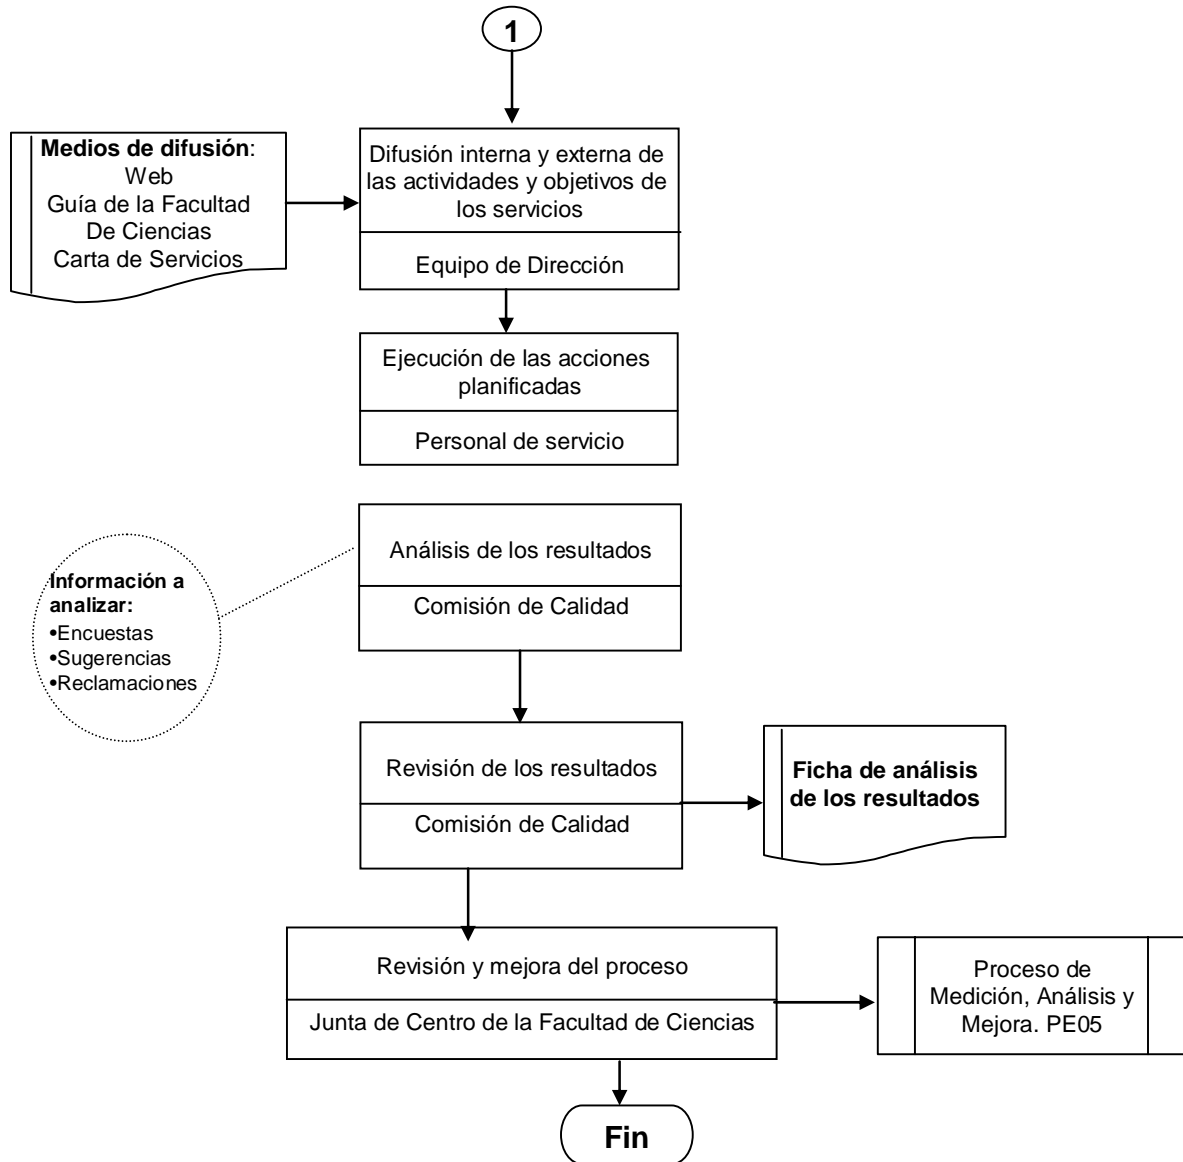 1
Medios de difusión:
Web
Guía de la Facultad
De Ciencias
Carta de Servicios
Difusión interna y externa de
las actividades y objetivos de
los servicios
Equipo de Dirección
Ejecución de las acciones
planificadas
Personal de servicio
Análisis de los resultados
Comisión de Calidad
Información a
analizar:
•Encuestas
•Sugerencias
•Reclamaciones
Revisión de los resultados
Comisión de Calidad
Ficha de análisis
de los resultados
Revisión y mejora del proceso
Junta de Centro de la Facultad de Ciencias
Proceso de
Medición, Análisis y
Mejora. PE05
Fin